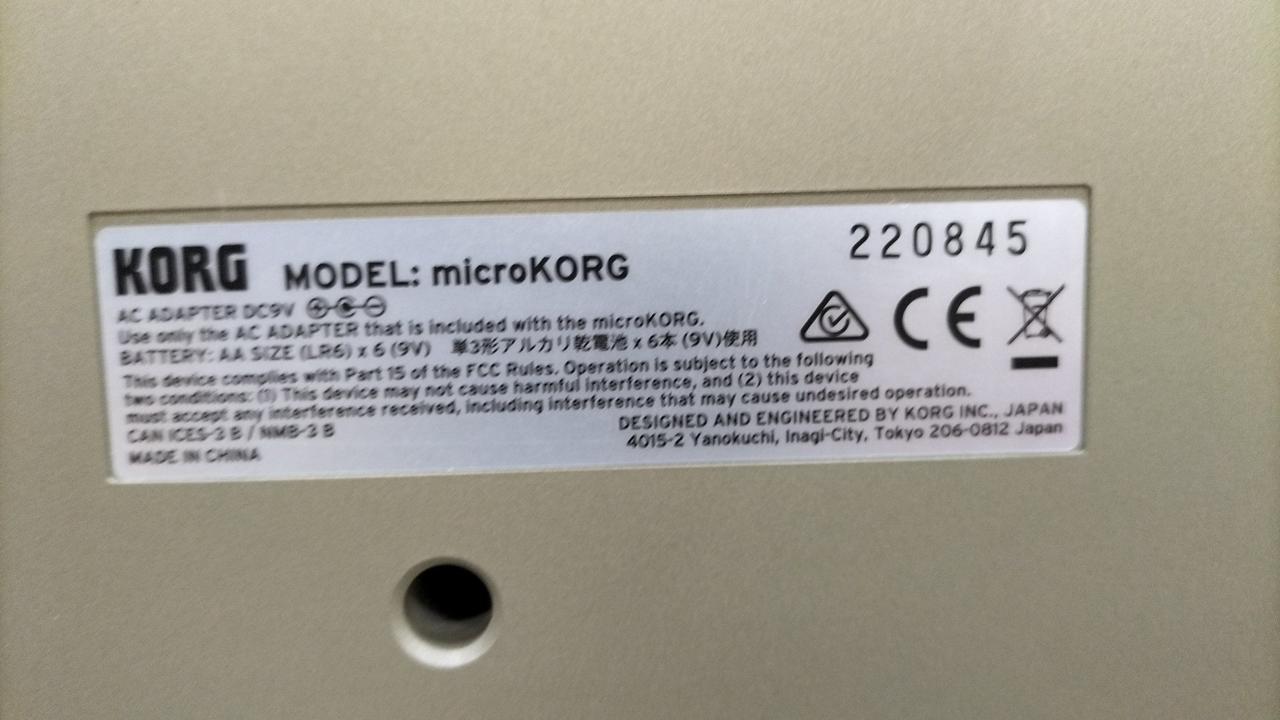 KORG MODEL: microKORG
220845
AC ADAPTER DC9V
Use only the AC ADAPTER that is included with the microKORG.
BATTERY: AA SIZE (LR6) x 6 (9V) 単3形アルカリ乾電池 x 6本 (9V)使用
This device complies with Part 15 of the FCC Rules. Operation is subject to the following
two conditions: (1) This device may not cause harmful interference, and (2) this device
must accept any interference received, including interference that may cause undesired operation.
CAN ICES-3 B / NMB-3 B
MADE IN CHINA
DESIGNED AND ENGINEERED BY KORG INC., JAPAN
4015-2 Yanokuchi, Inagi-City, Tokyo 206-0812 Japan
CE